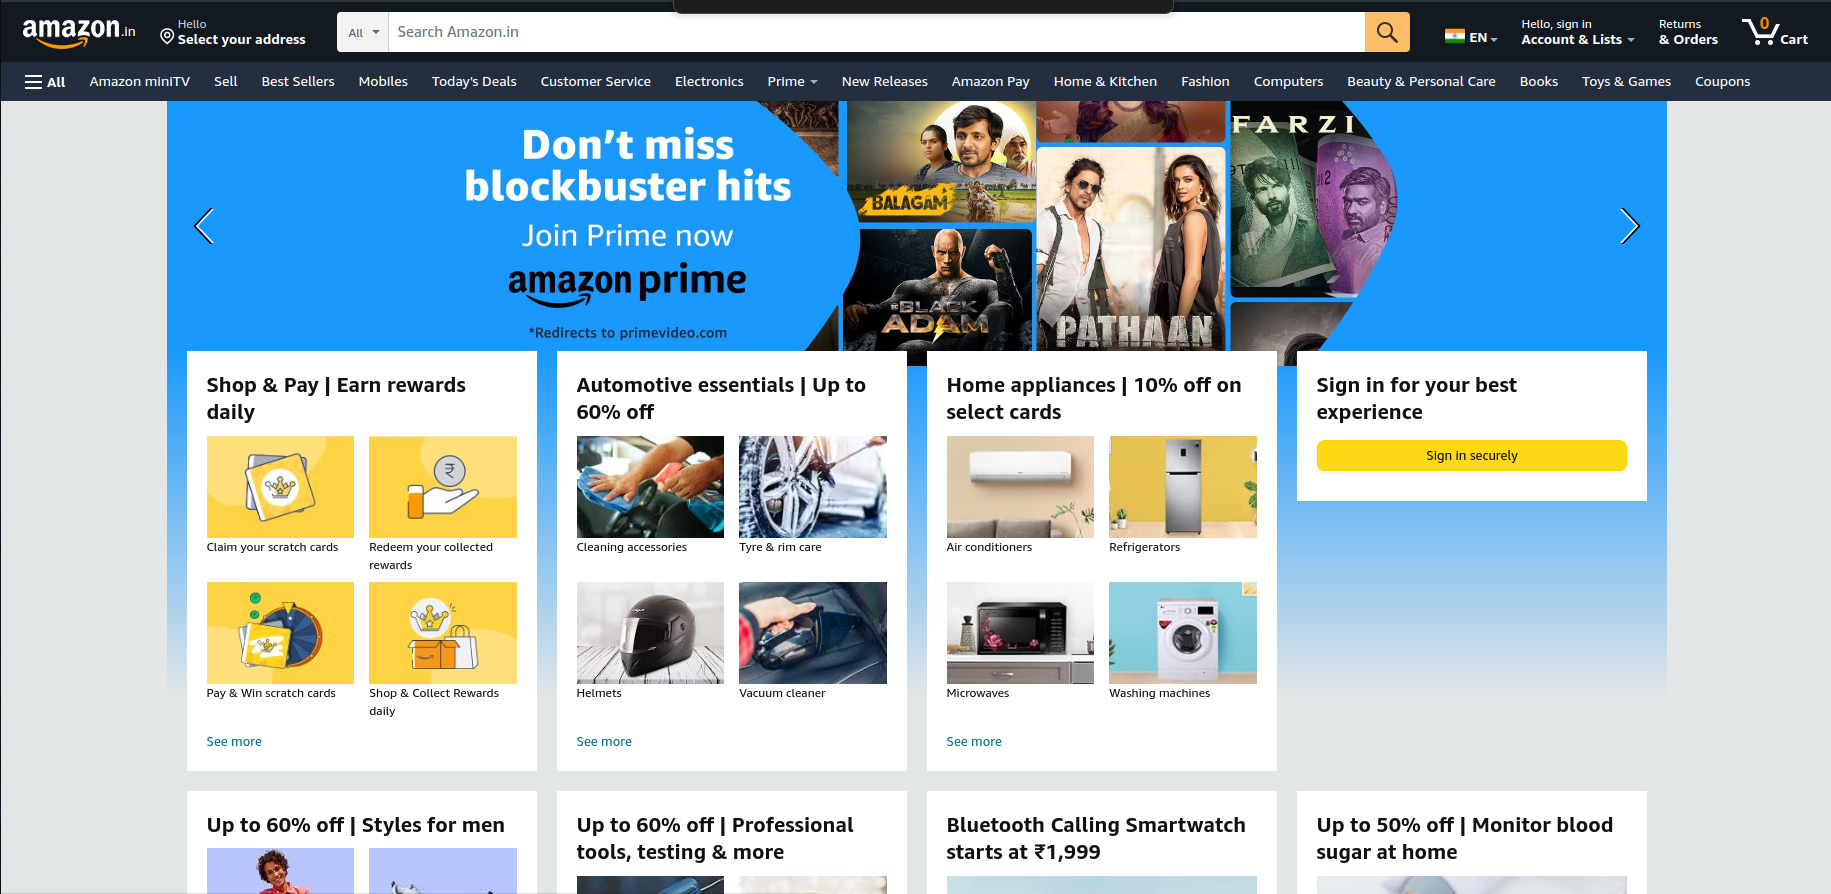 amazon.in
Hello
Select your address
All
Search Amazon.in
EN
Hello, sign in
Account & Lists
Returns
& Orders
0
Cart
All
Amazon miniTV
Sell
Best Sellers
Mobiles
Today's Deals
Customer Service
Electronics
Prime
New Releases
Amazon Pay
Home & Kitchen
Fashion
Computers
Beauty & Personal Care
Books
Toys & Games
Coupons
Don't miss
blockbuster hits
Join Prime now
amazon prime
*Redirects to primevideo.com
BALAGAM
BLACK
ADAM
PATHAAN
FARZI
Shop & Pay | Earn rewards
daily
Claim your scratch cards
Redeem your collected
rewards
Pay & Win scratch cards
Shop & Collect Rewards
daily
See more
Automotive essentials | Up to
60% off
Cleaning accessories
Tyre & rim care
Helmets
Vacuum cleaner
See more
Home appliances | 10% off on
select cards
Air conditioners
Refrigerators
Microwaves
Washing machines
See more
Sign in for your best
experience
Sign in securely
Up to 60% off | Styles for men
Up to 60% off | Professional
tools, testing & more
Bluetooth Calling Smartwatch
starts at ₹1,999
Up to 50% off | Monitor blood
sugar at home